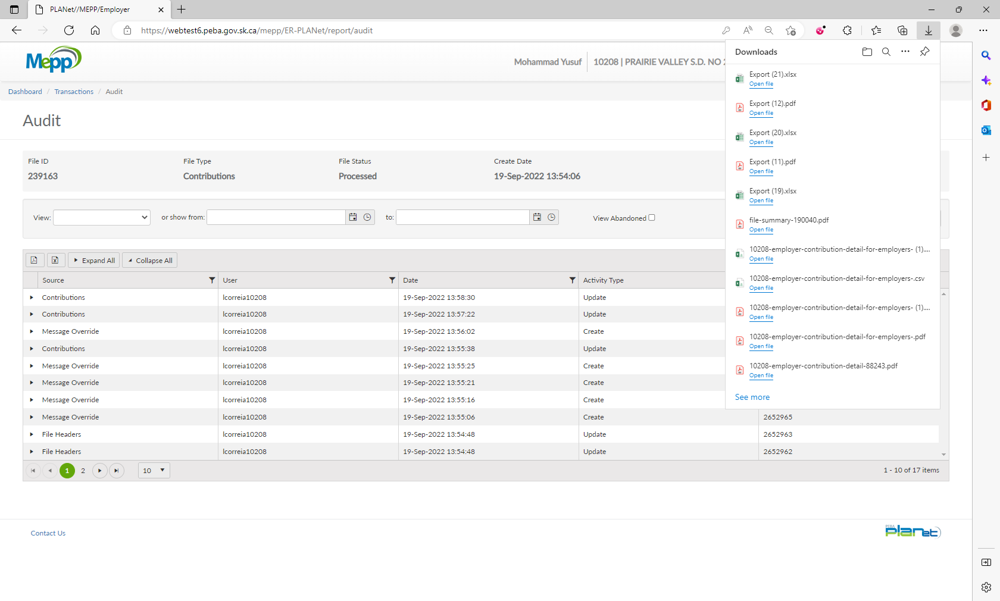 PLANet//MEPP/Employer
https://webtest6.peba.gov.sk.ca/mepp/ER-PLANet/report/audit
Mepp
Mohammad Yusuf
10208 | PRAIRIE VALLEY S.D. NO
Dashboard / Transactions / Audit
Audit
File ID
File Type
File Status
Create Date
239163
Contributions
Processed
19-Sep-2022 13:54:06
View:
or show from:
to:
View Abandoned
Expand All
Collapse All
Source
User
Date
Activity Type
Contributions lcorreia10208 19-Sep-2022 13:58:30 Update
Contributions lcorreia10208 19-Sep-2022 13:57:22 Update
Message Override lcorreia10208 19-Sep-2022 13:56:02 Create
Contributions lcorreia10208 19-Sep-2022 13:55:38 Update
Message Override lcorreia10208 19-Sep-2022 13:55:25 Create
Message Override lcorreia10208 19-Sep-2022 13:55:21 Create
Message Override lcorreia10208 19-Sep-2022 13:55:16 Create
Message Override lcorreia10208 19-Sep-2022 13:55:06 Create 2652965
File Headers lcorreia10208 19-Sep-2022 13:54:48 Update 2652963
File Headers lcorreia10208 19-Sep-2022 13:54:48 Update 2652962
1 2 10
1 - 10 of 17 items
Contact Us
PEBA
planet
Downloads
Export (21).xlsx
Open file
Export (12).pdf
Open file
Export (20).xlsx
Open file
Export (11).pdf
Open file
Export (19).xlsx
Open file
file-summary-190040.pdf
Open file
10208-employer-contribution-detail-for-employers- (1)....
Open file
10208-employer-contribution-detail-for-employers-.csv
Open file
10208-employer-contribution-detail-for-employers- (1)....
Open file
10208-employer-contribution-detail-for-employers-.pdf
Open file
10208-employer-contribution-detail-88243.pdf
Open file
See more